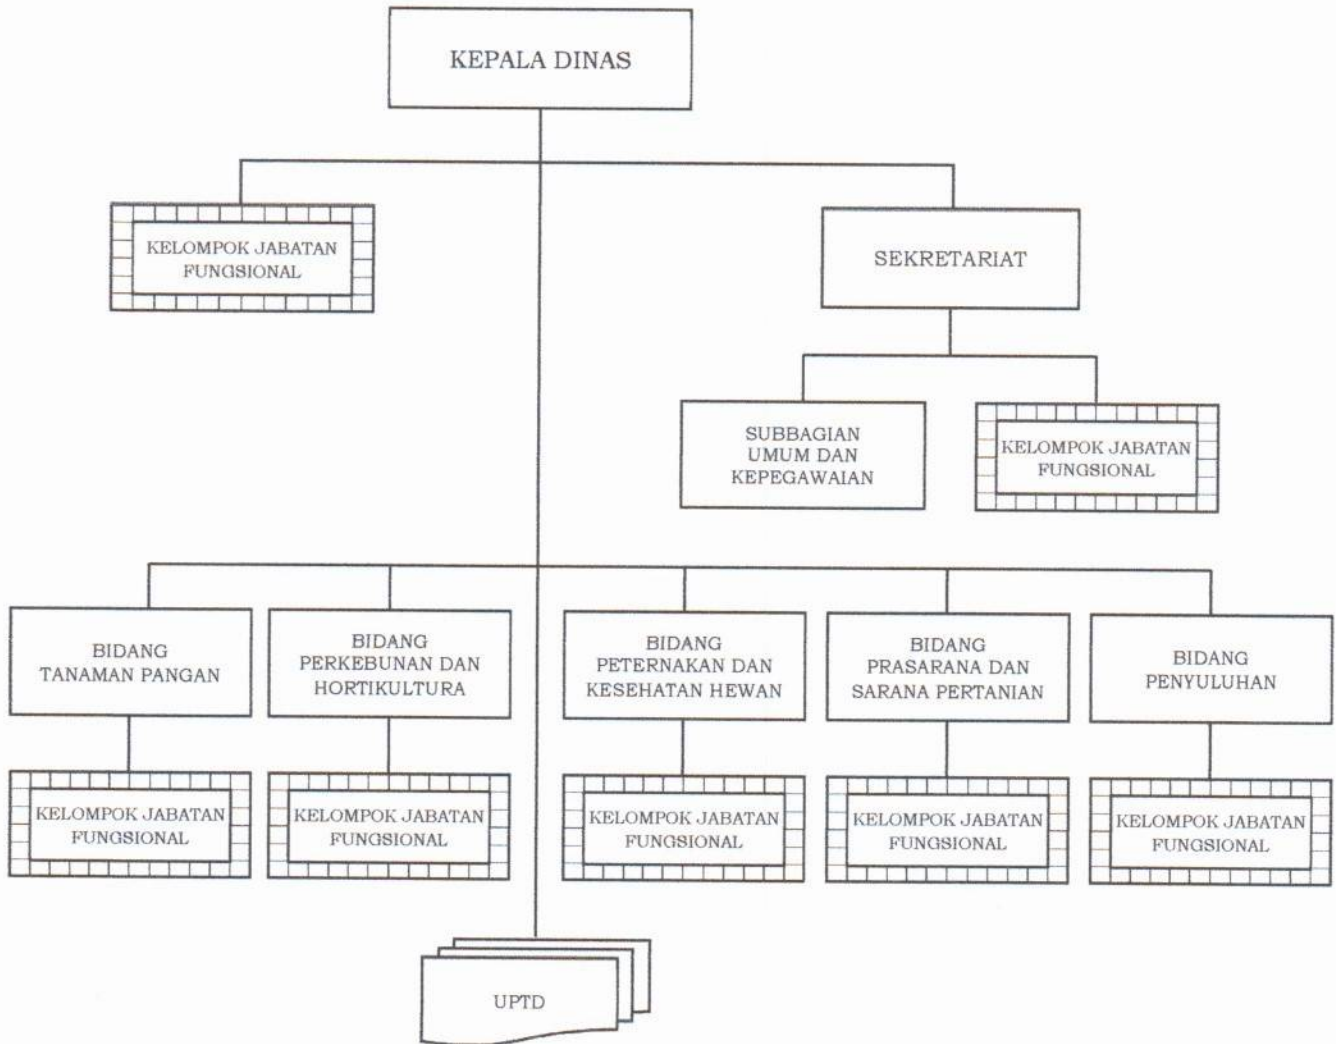 KEPALA DINAS
KELOMPOK JABATAN
FUNGSIONAL
SEKRETARIAT
SUBBAGIAN
UMUM DAN
KEPEGAWAIAN
KELOMPOK JABATAN
FUNGSIONAL
BIDANG
TANAMAN PANGAN
BIDANG
PERKEBUNAN DAN
HORTIKULTURA
BIDANG
PETERNAKAN DAN
KESEHATAN HEWAN
BIDANG
PRASARANA DAN
SARANA PERTANIAN
BIDANG
PENYULUHAN
KELOMPOK JABATAN
FUNGSIONAL
KELOMPOK JABATAN
FUNGSIONAL
KELOMPOK JABATAN
FUNGSIONAL
KELOMPOK JABATAN
FUNGSIONAL
KELOMPOK JABATAN
FUNGSIONAL
UPTD